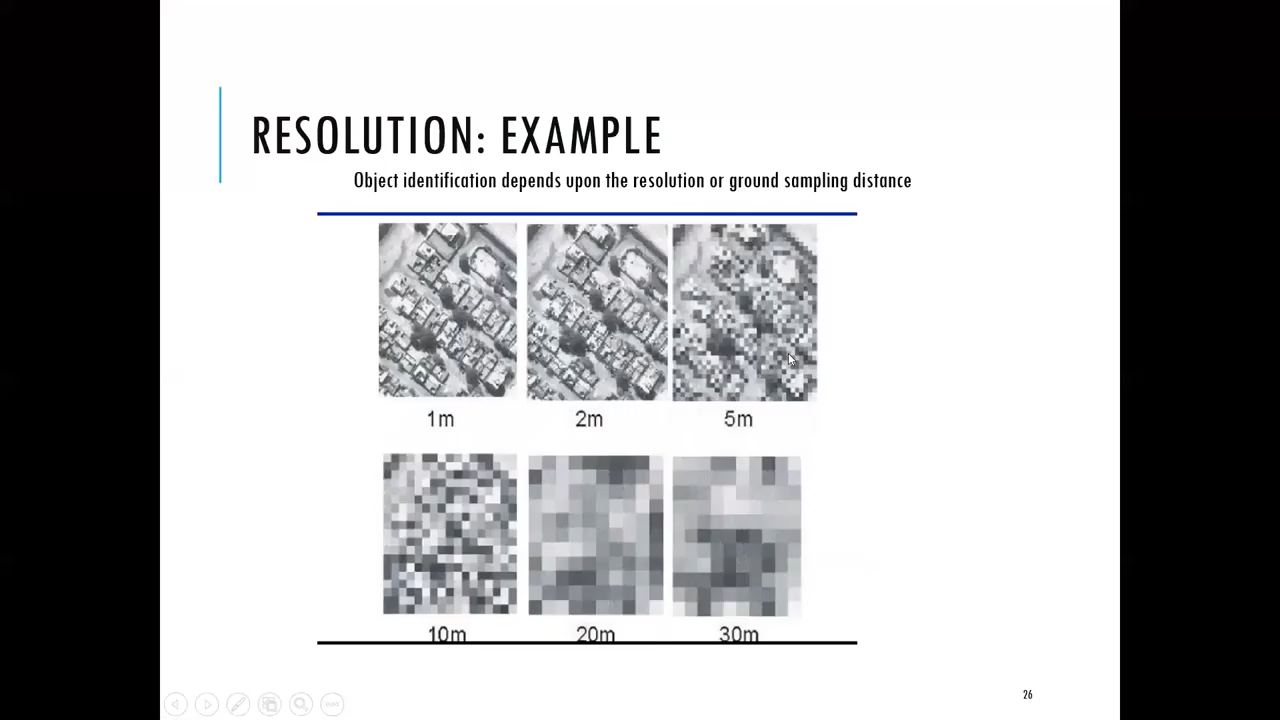 RESOLUTION: EXAMPLE
Object identification depends upon the resolution or ground sampling distance
1m 2m 5m
10m 20m 30m
26